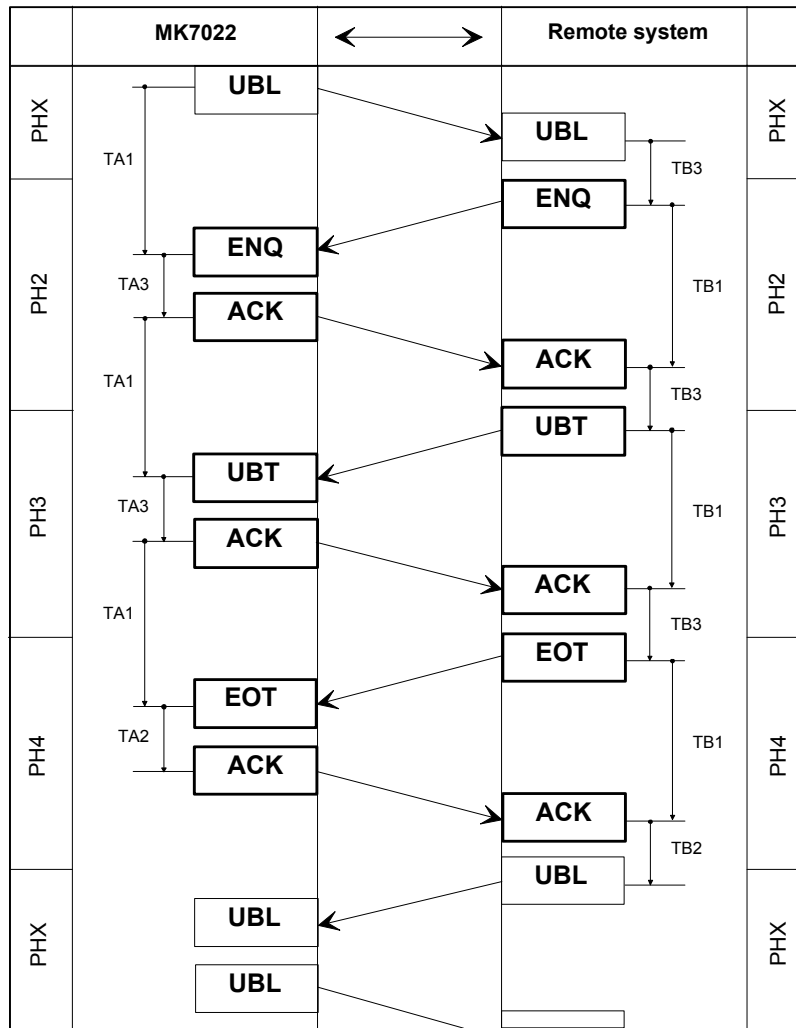 MK7022 Remote system
PHX UBL PHX
UBL
TA1 TB3
ENQ
ENQ
PH2 TA3 TB1 PH2
ACK
ACK
TA1 TB3
UBT
UBT
PH3 TA3 TB1 PH3
ACK
ACK
TA1 TB3
EOT
EOT
PH4 TA2 TB1 PH4
ACK
ACK
TB2
UBL
UBL
PHX PHX
UBL